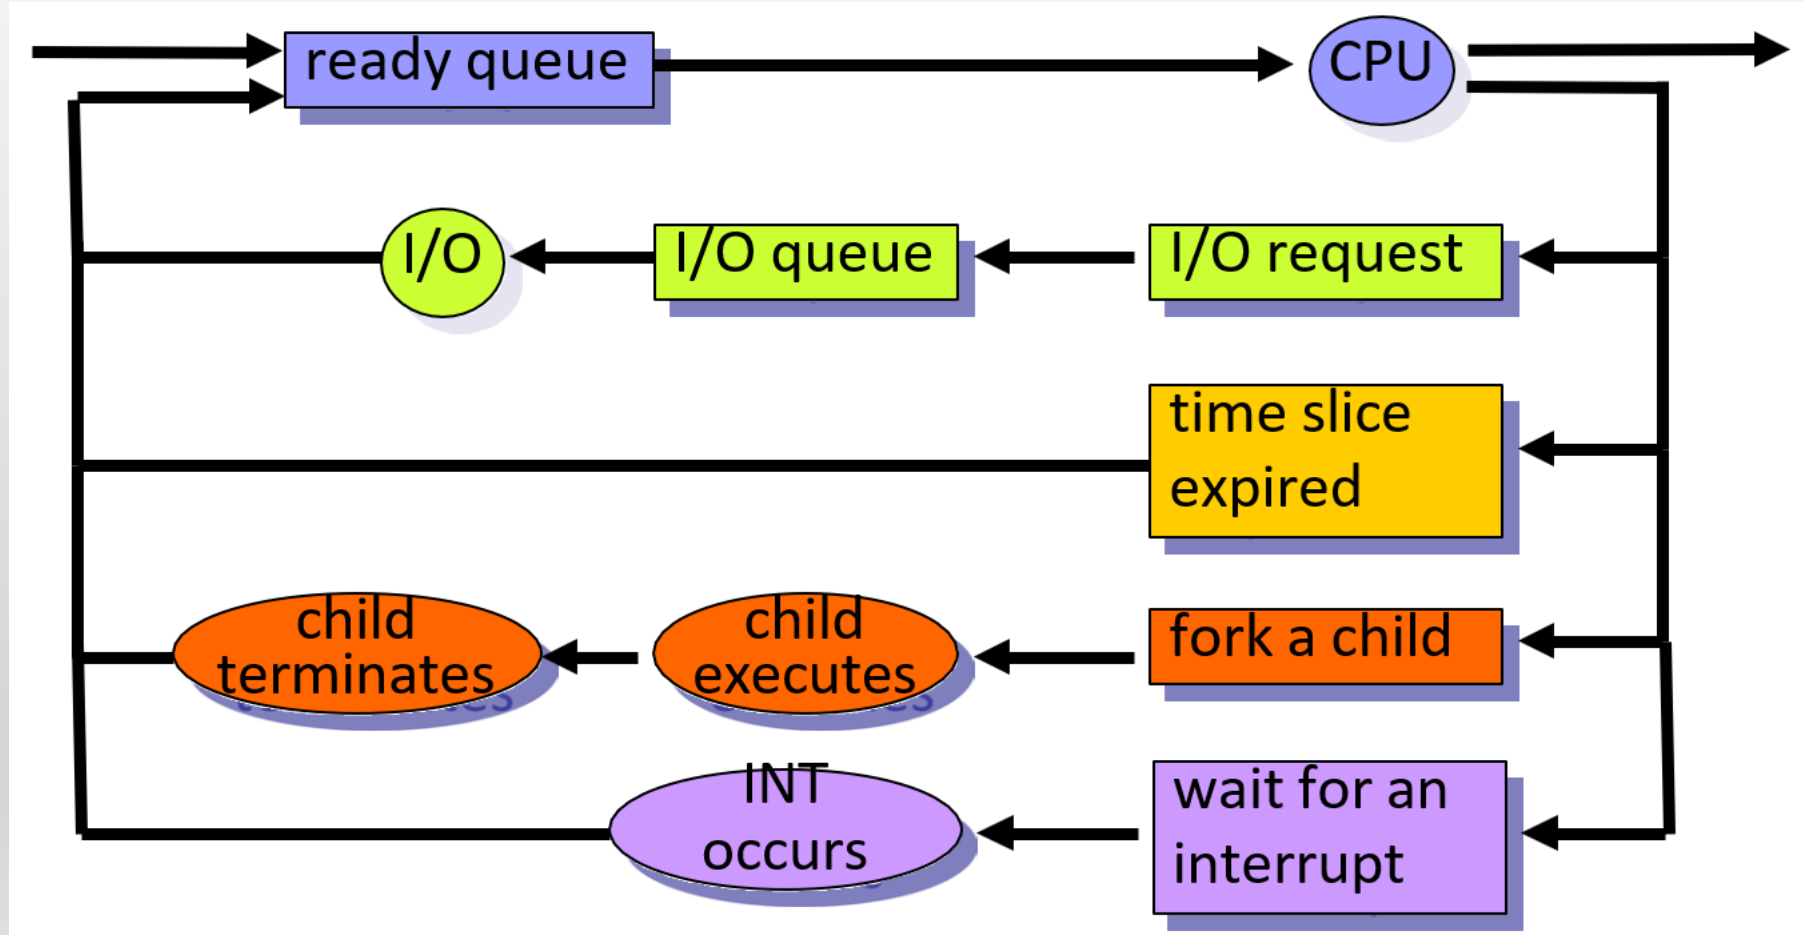 ready queue
CPU
I/O
I/O queue
I/O request
time slice
expired
child
terminates
child
executes
fork a child
INT
occurs
wait for an
interrupt